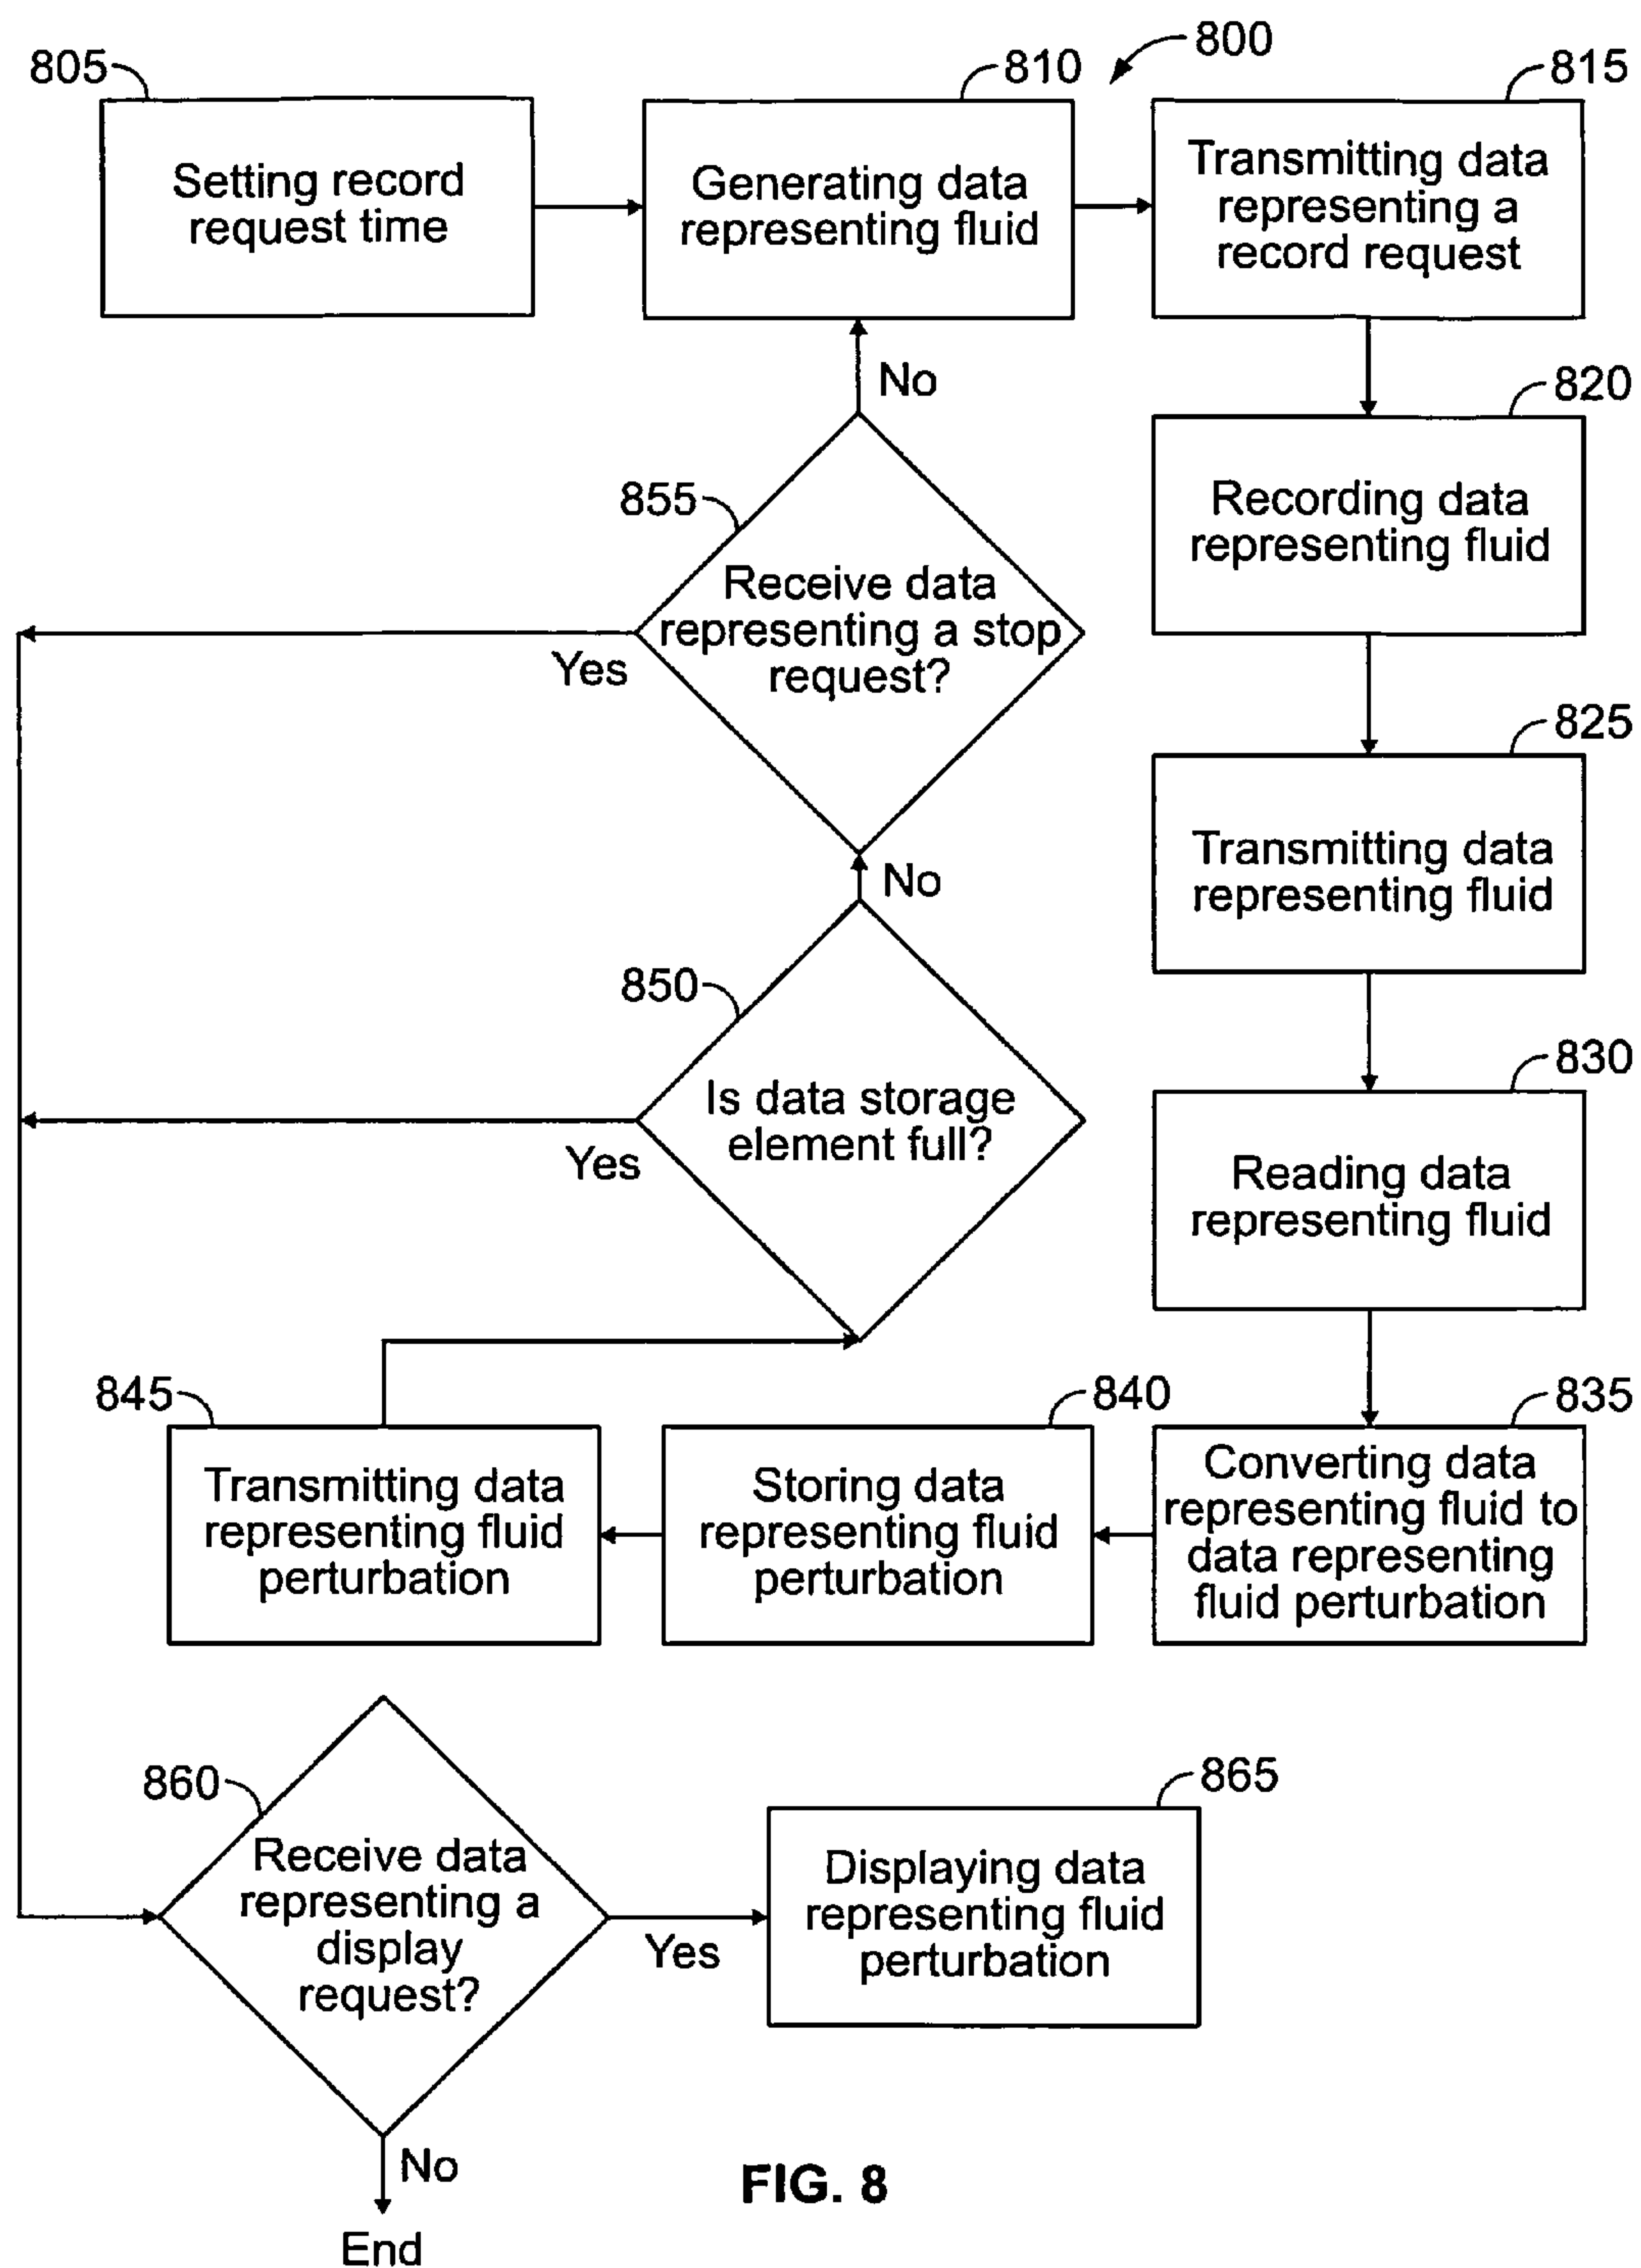 800
805
810
815
Setting record
request time
Generating data
representing fluid
Transmitting data
representing a
record request
No
820
Recording data
representing fluid
855
Receive data
representing a stop
request?
Yes
825
Transmitting data
representing fluid
No
850
Is data storage
element full?
Yes
830
Reading data
representing fluid
845
840
835
Transmitting data
representing fluid
perturbation
Storing data
representing fluid
perturbation
Converting data
representing fluid to
data representing
fluid perturbation
860
Receive data
representing a
display
request?
Yes
865
Displaying data
representing fluid
perturbation
No
End
FIG. 8